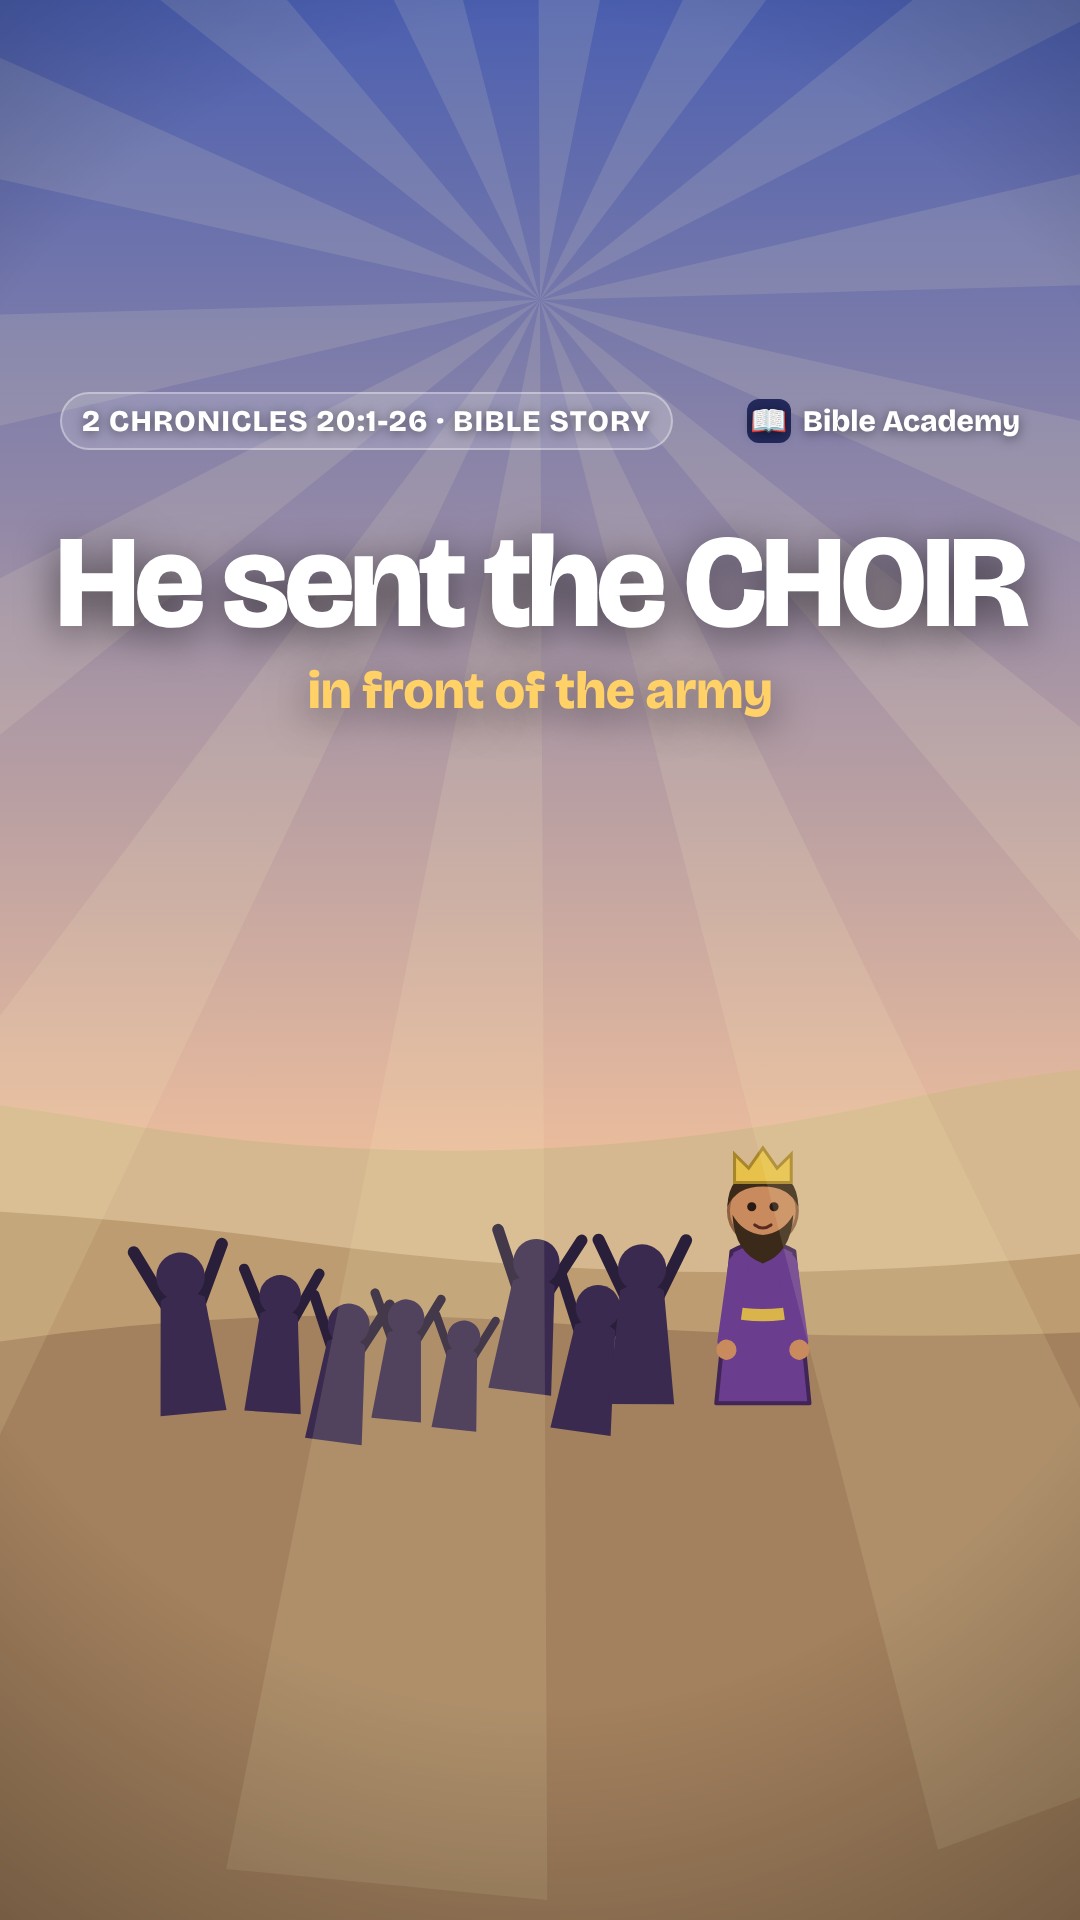 2 CHRONICLES 20:1-26 · BIBLE STORY
Bible Academy
He sent the CHOIR
in front of the army